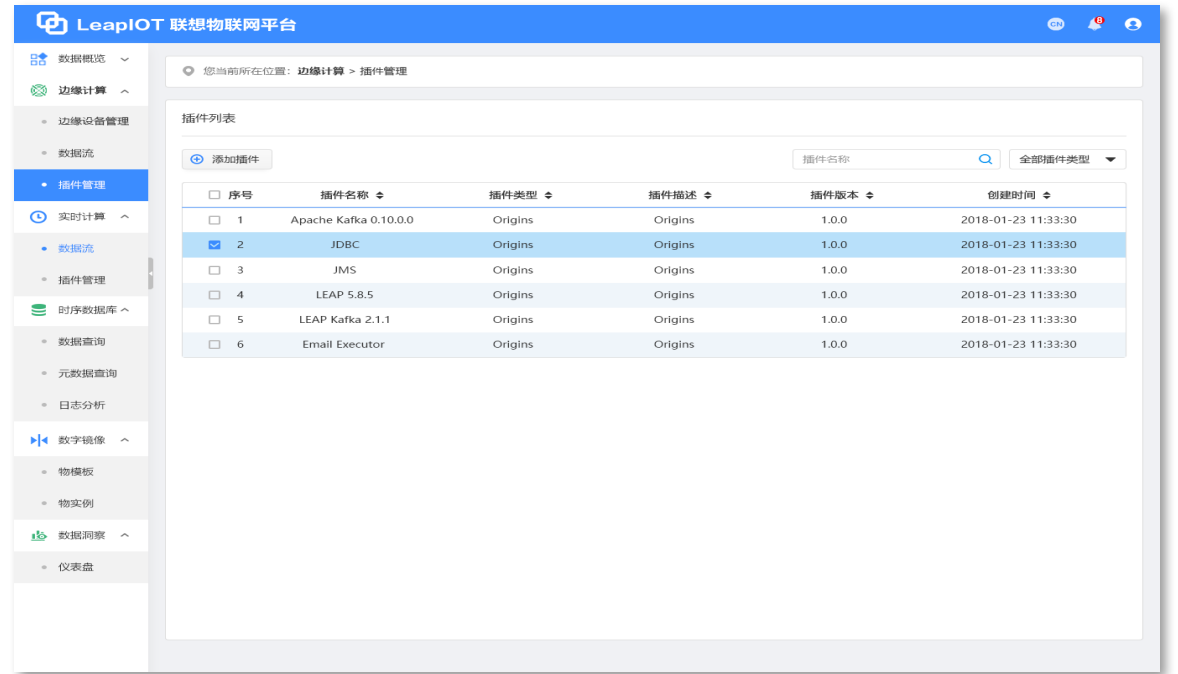 LeapIOT 联想物联网平台
CN
8
数据概览
边缘计算
边缘设备管理
数据流
插件管理
实时计算
数据流
插件管理
时序数据库
数据查询
元数据查询
日志分析
数字镜像
物模板
物实例
数据洞察
仪表盘
您当前所在位置：边缘计算 > 插件管理
插件列表
添加插件
插件名称
全部插件类型
序号 插件名称 插件类型 插件描述 插件版本 创建时间
1 Apache Kafka 0.10.0.0 Origins Origins 1.0.0 2018-01-23 11:33:30
2 JDBC Origins Origins 1.0.0 2018-01-23 11:33:30
3 JMS Origins Origins 1.0.0 2018-01-23 11:33:30
4 LEAP 5.8.5 Origins Origins 1.0.0 2018-01-23 11:33:30
5 LEAP Kafka 2.1.1 Origins Origins 1.0.0 2018-01-23 11:33:30
6 Email Executor Origins Origins 1.0.0 2018-01-23 11:33:30